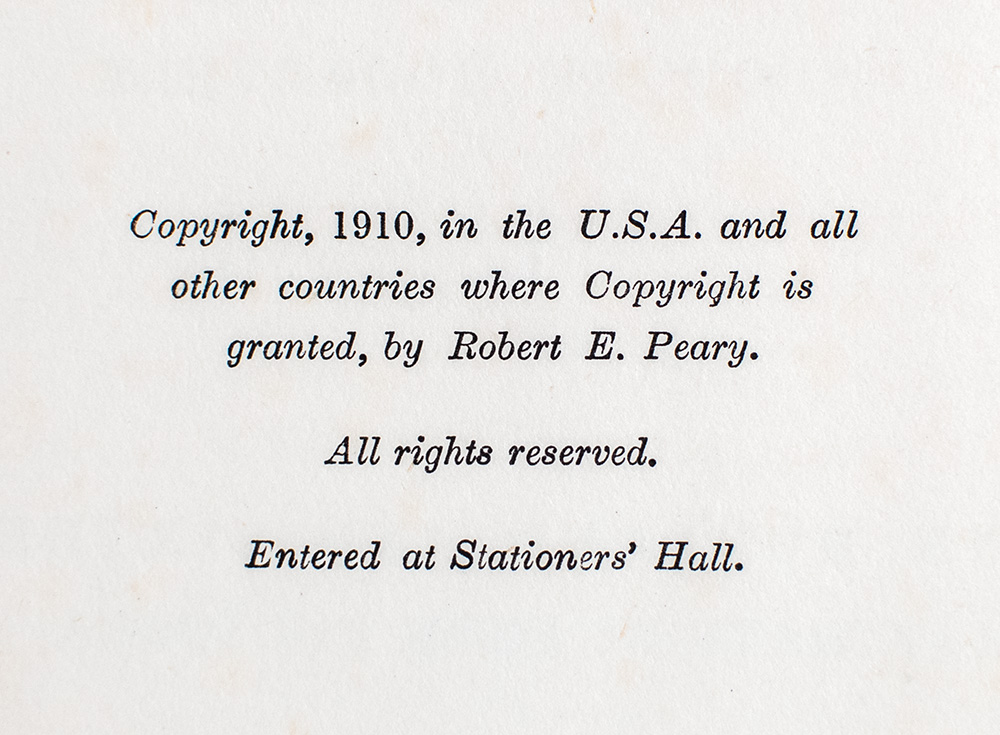 Copyright, 1910, in the U.S.A. and all
other countries where Copyright is
granted, by Robert E. Peary.
All rights reserved.
Entered at Stationers’ Hall.